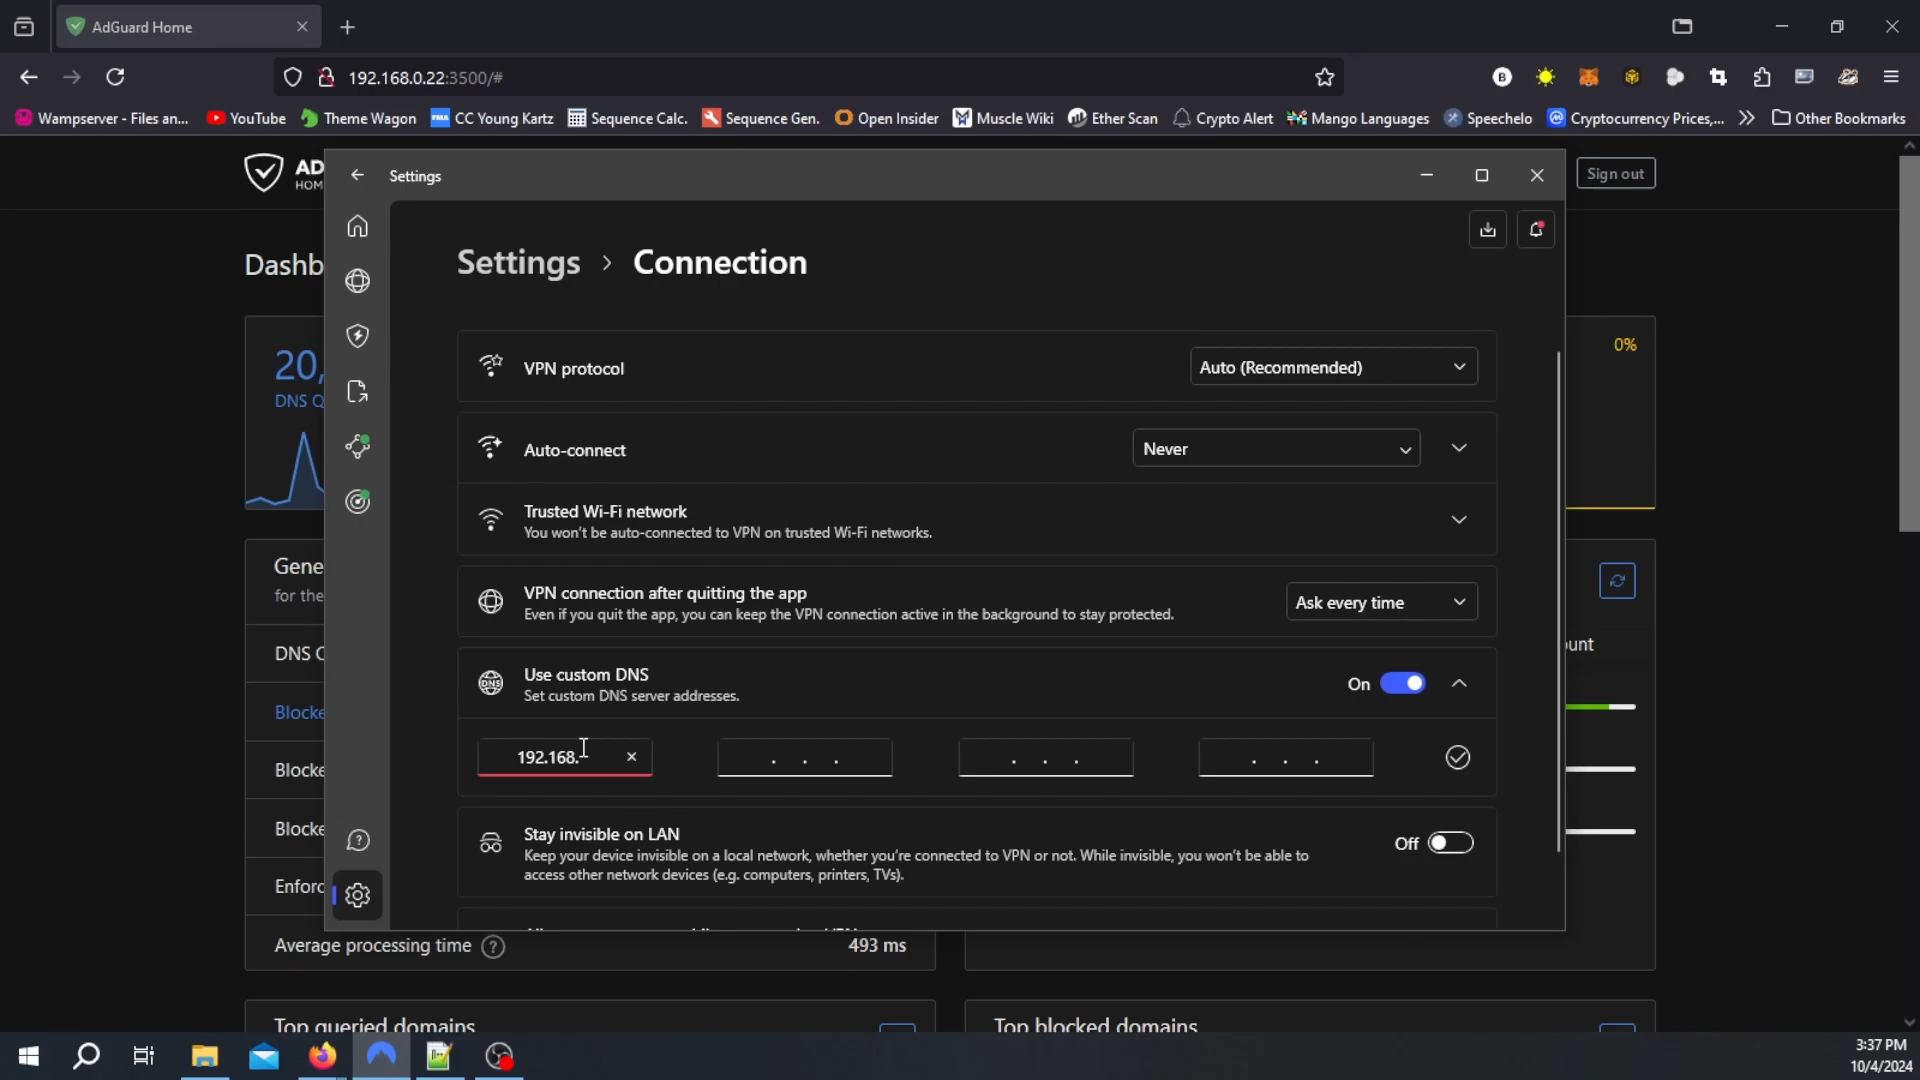 AdGuard Home
192.168.0.22:3500/#
Wampserver - Files an...
YouTube
Theme Wagon
FMA
CC Young Kartz
Sequence Calc.
Sequence Gen.
Open Insider
Muscle Wiki
Ether Scan
Crypto Alert
Mango Languages
Speechelo
Cryptocurrency Prices,...
Other Bookmarks
AD
HOM
Settings
Sign out
Dashb
Settings > Connection
20,
DNS Q
0%
VPN protocol
Auto (Recommended)
Auto-connect
Never
Trusted Wi-Fi network
You won't be auto-connected to VPN on trusted Wi-Fi networks.
Gene
for the
VPN connection after quitting the app
Even if you quit the app, you can keep the VPN connection active in the background to stay protected.
Ask every time
DNS
unt
Use custom DNS
Set custom DNS server addresses.
On
DNS
Blocke
192.168.
. . .
. . .
. . .
Blocke
Blocke
Stay invisible on LAN
Keep your device invisible on a local network, whether you're connected to VPN or not. While invisible, you won't be able to
access other network devices (e.g. computers, printers, TVs).
Off
Enforc
Average processing time
?
493 ms
Top queried domains
Top blocked domains
3:37 PM
10/4/2024